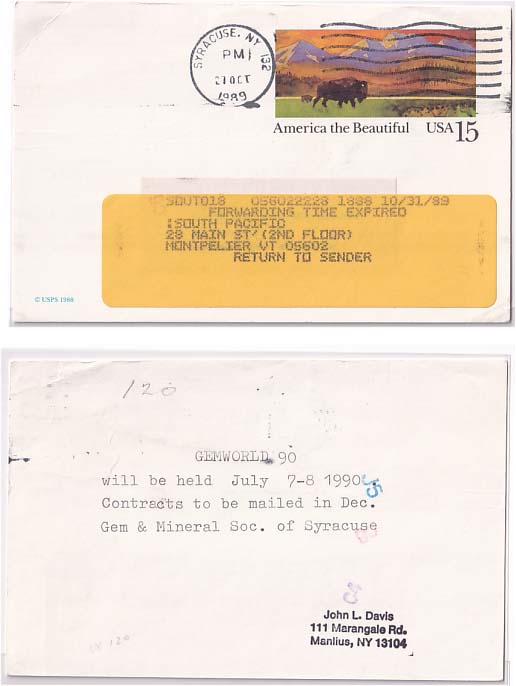 SYRACUSE, NY 132
PM
27 OCT
1989
America the Beautiful USA 15
SOUT018 056022228 1888 10/31/89
FORWARDING TIME EXPIRED
:SOUTH PACIFIC
28 MAIN ST (2ND FLOOR)
MONTPELIER VT 05602
RETURN TO SENDER
© USPS 1988
120
GEMWORLD 90
will be held July 7-8 1990.
Contracts to be mailed in Dec.
Gem & Mineral Soc. of Syracuse
J5
John L. Davis
111 Marangale Rd.
Manlius, NY 13104
120